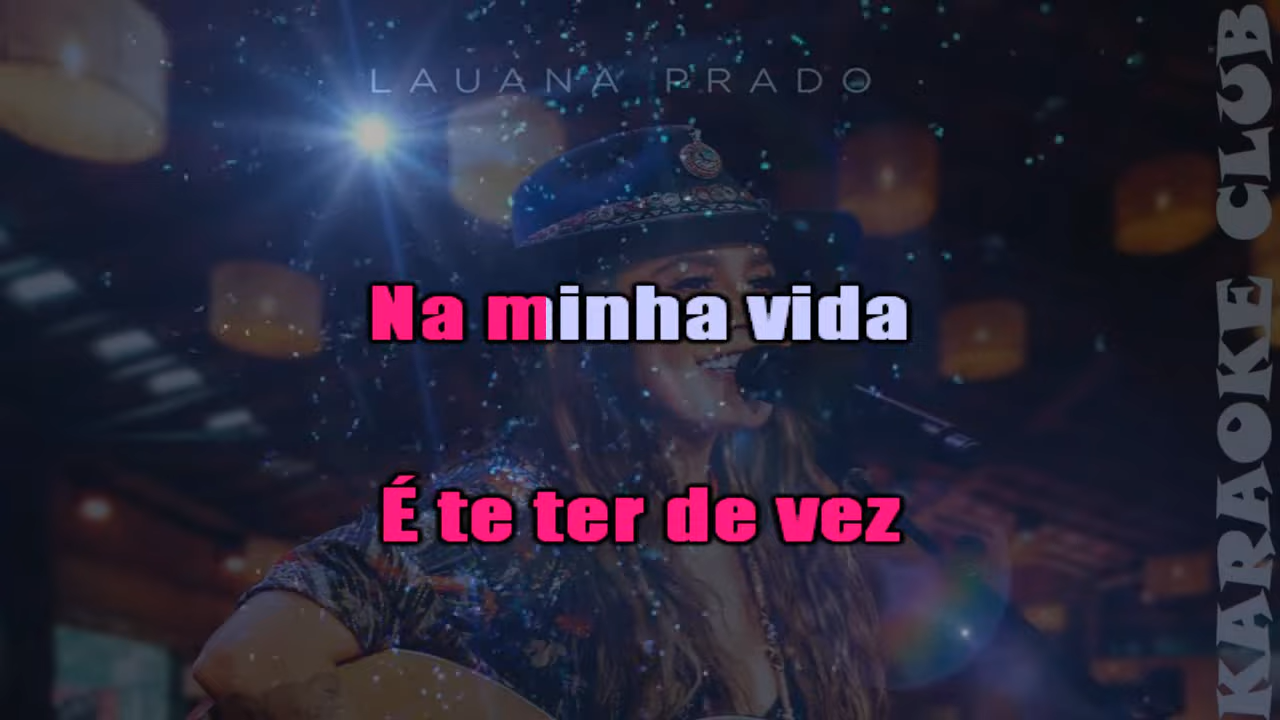 LAUANA PRADO
Na minha vida
É te ter de vez
KARAOKE CLUB